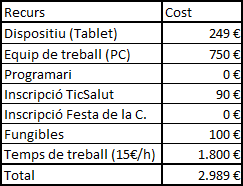 Recurs Cost
Dispositiu (Tablet) 249 €
Equip de treball (PC) 750 €
Programari 0 €
Inscripció TicSalut 90 €
Inscripció Festa de la C. 0 €
Fungibles 100 €
Temps de treball (15€/h) 1.800 €
Total 2.989 €